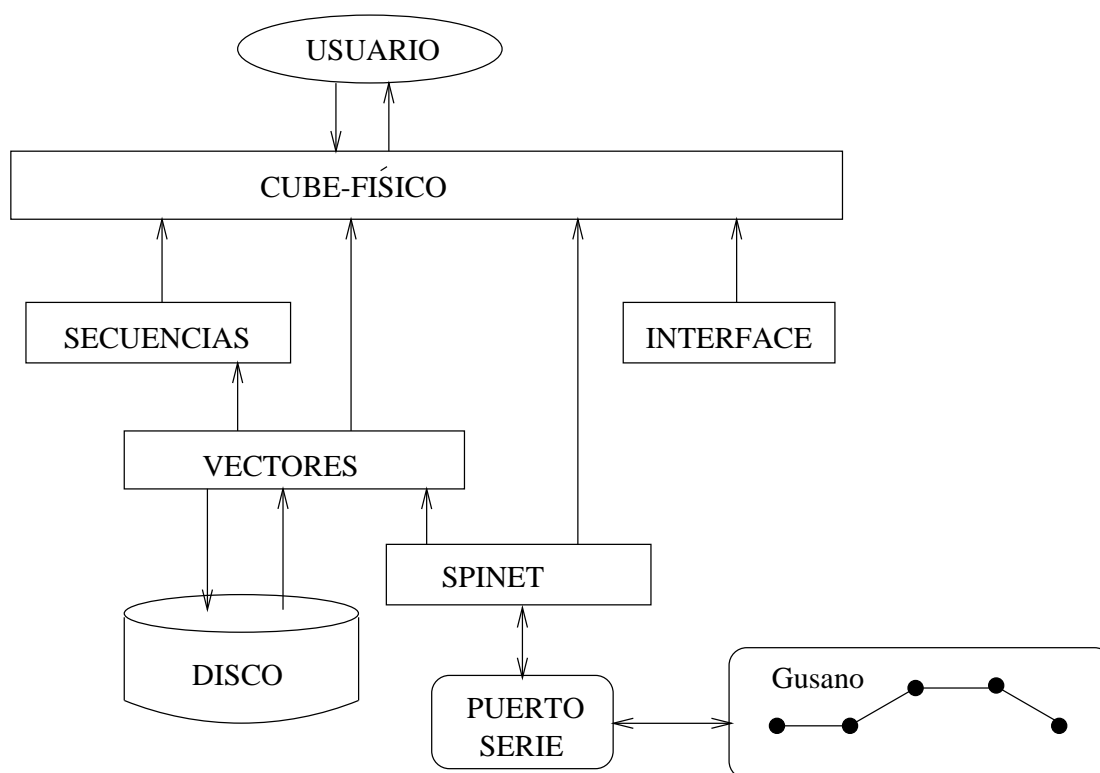 USUARIO
CUBE-FÍSICO
SECUENCIAS
INTERFACE
VECTORES
SPINET
DISCO
PUERTO
SERIE
Gusano